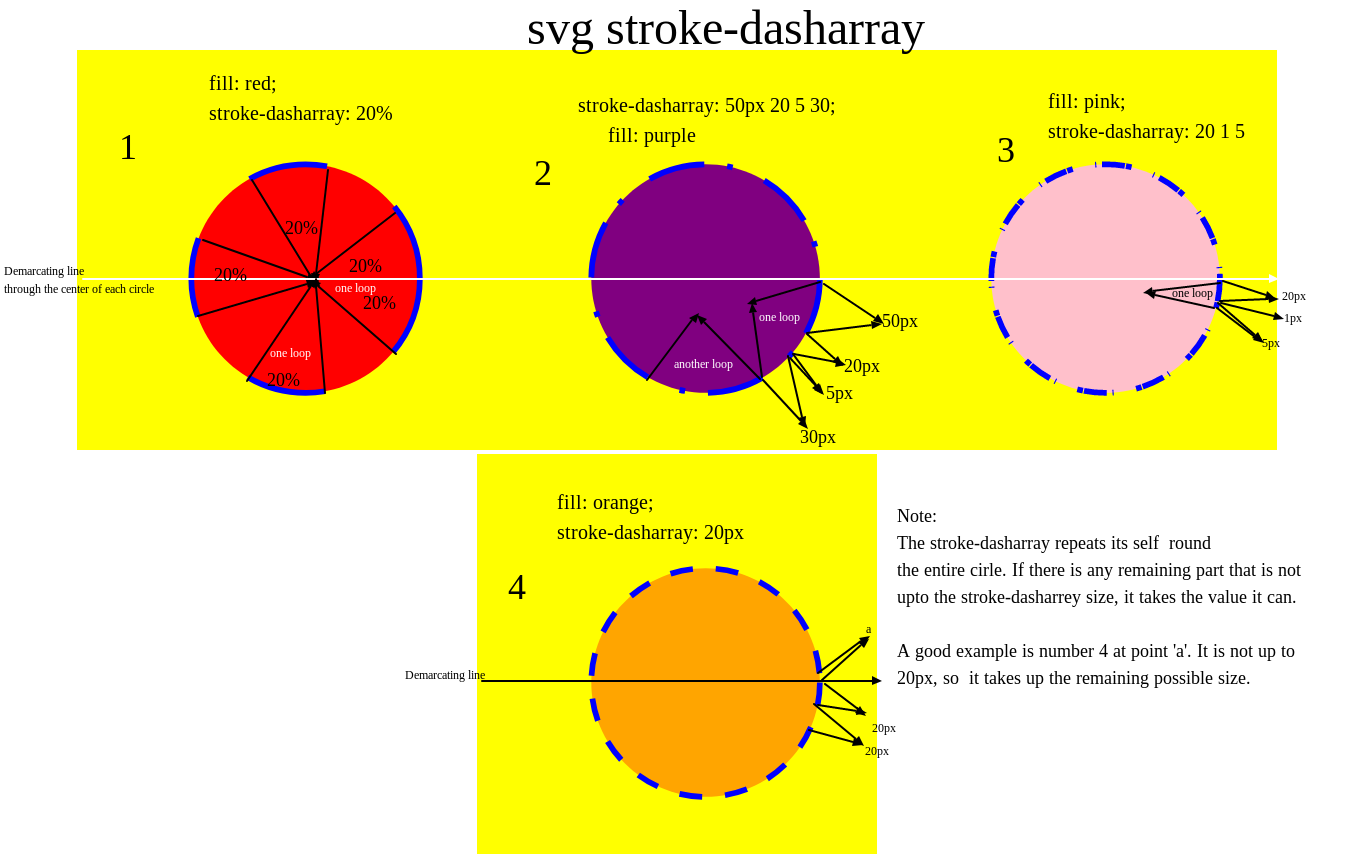 svg stroke-dasharray
fill: red;
stroke-dasharray: 20%
1
20%
20%
20%
one loop
20%
one loop
20%
Demarcating line
through the center of each circle
stroke-dasharray: 50px 20 5 30;
fill: purple
2
one loop
another loop
50px
20px
5px
30px
fill: pink;
stroke-dasharray: 20 1 5
3
one loop
20px
1px
5px
fill: orange;
stroke-dasharray: 20px
4
a
Demarcating line
20px
20px
Note:
The stroke-dasharray repeats its self  round
the entire cirle. If there is any remaining part that is not
upto the stroke-dasharrey size, it takes the value it can.
A good example is number 4 at point 'a'. It is not up to
20px, so  it takes up the remaining possible size.